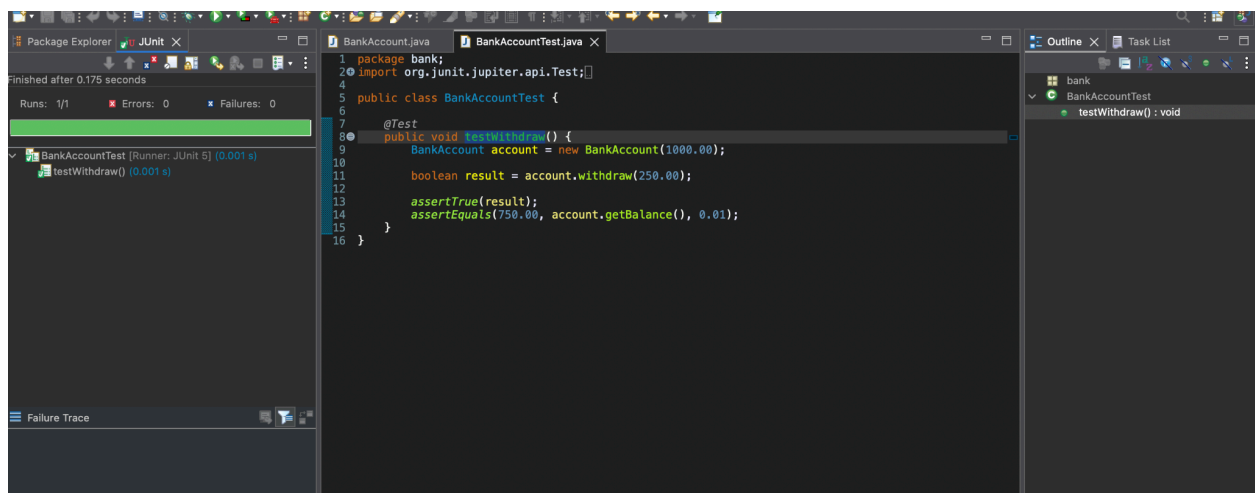 Package Explorer
JUnit
Finished after 0.175 seconds
Runs: 1/1
Errors: 0
Failures: 0
BankAccountTest [Runner: JUnit 5] (0.001 s)
testWithdraw() (0.001 s)
Failure Trace
BankAccount.java
BankAccountTest.java
1 package bank;
2 import org.junit.jupiter.api.Test;
4
5 public class BankAccountTest {
6
7 @Test
8 public void testWithdraw() {
9 BankAccount account = new BankAccount(1000.00);
10
11 boolean result = account.withdraw(250.00);
12
13 assertTrue(result);
14 assertEquals(750.00, account.getBalance(), 0.01);
15 }
16 }
Outline
Task List
bank
BankAccountTest
testWithdraw() : void